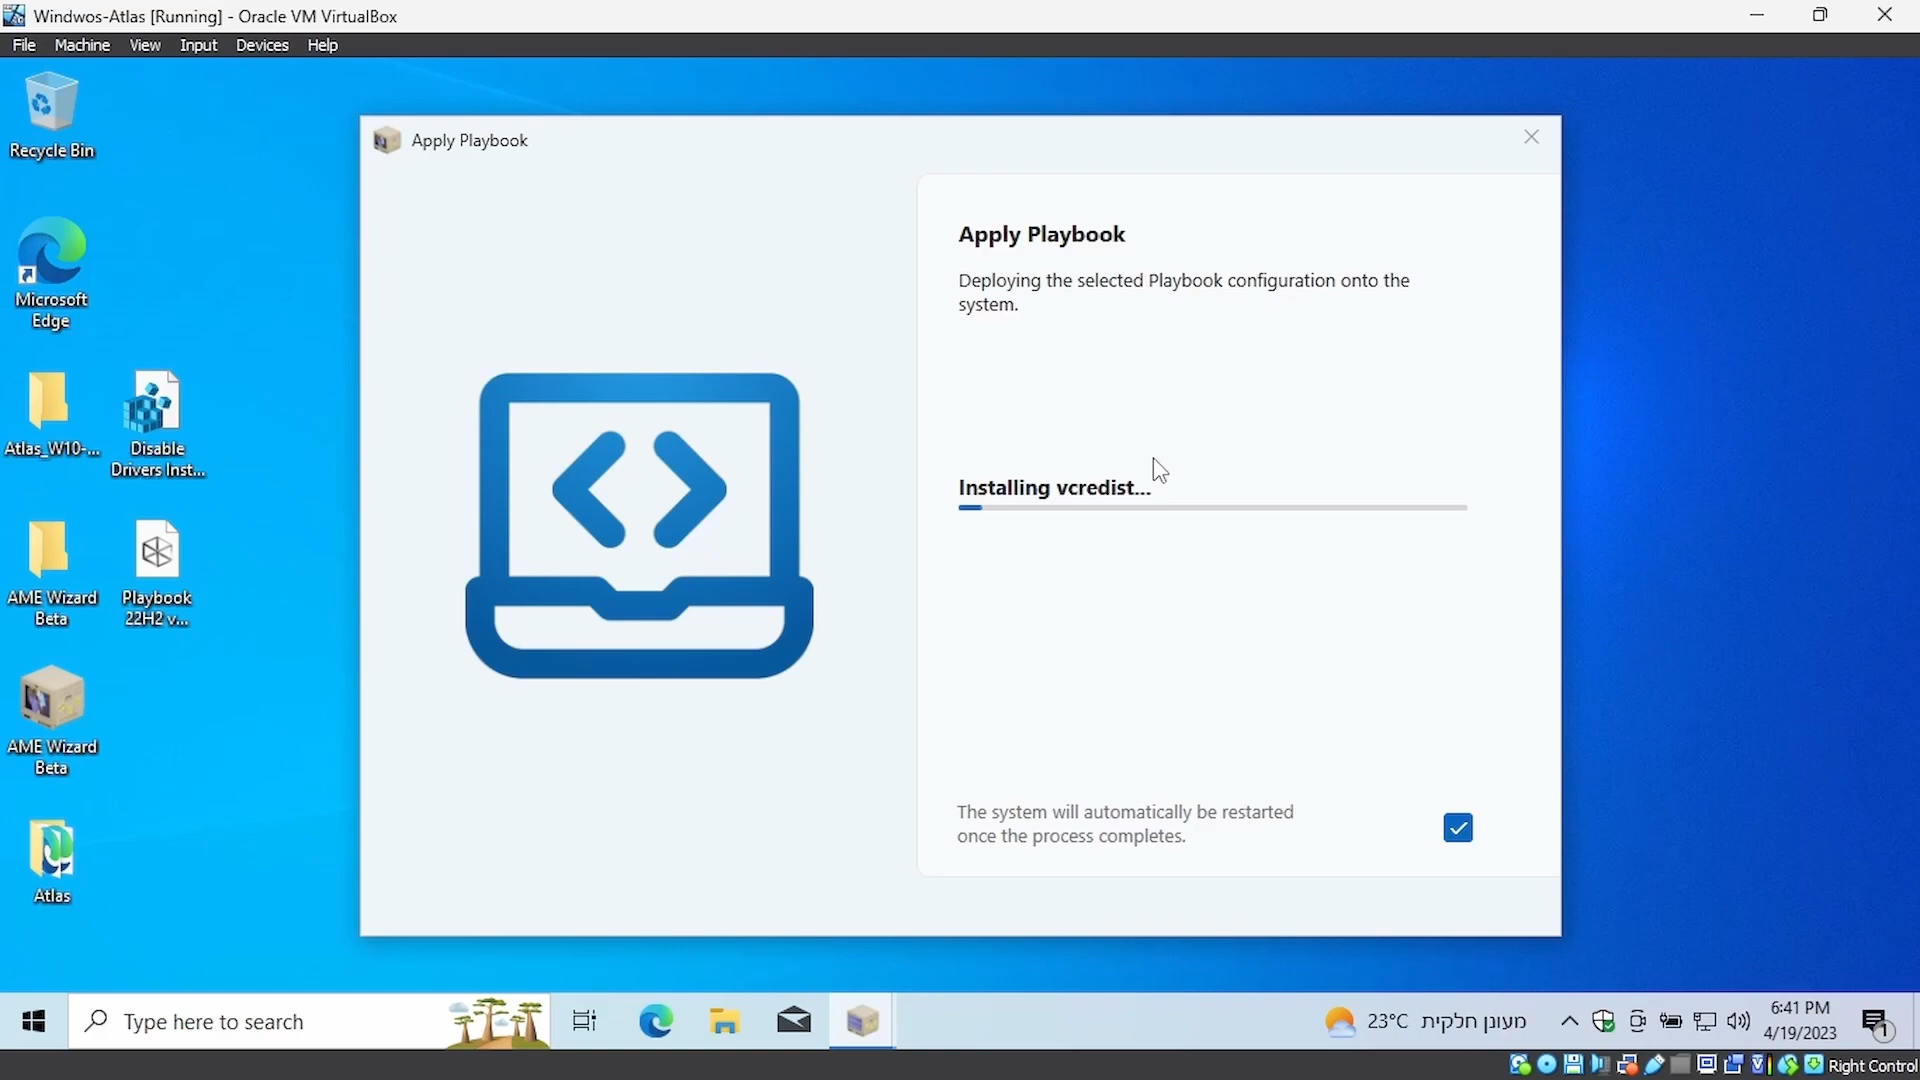 Windwos-Atlas [Running] - Oracle VM VirtualBox
File Machine View Input Devices Help
Recycle Bin
Microsoft
Edge
Atlas_W10-...
Disable
Drivers Inst...
AME Wizard
Beta
Playbook
22H2 v...
AME Wizard
Beta
Atlas
Apply Playbook
Apply Playbook
Deploying the selected Playbook configuration onto the
system.
Installing vcredist...
The system will automatically be restarted
once the process completes.
Type here to search
23°C מעונן חלקית
6:41 PM
4/19/2023
1
Right Control